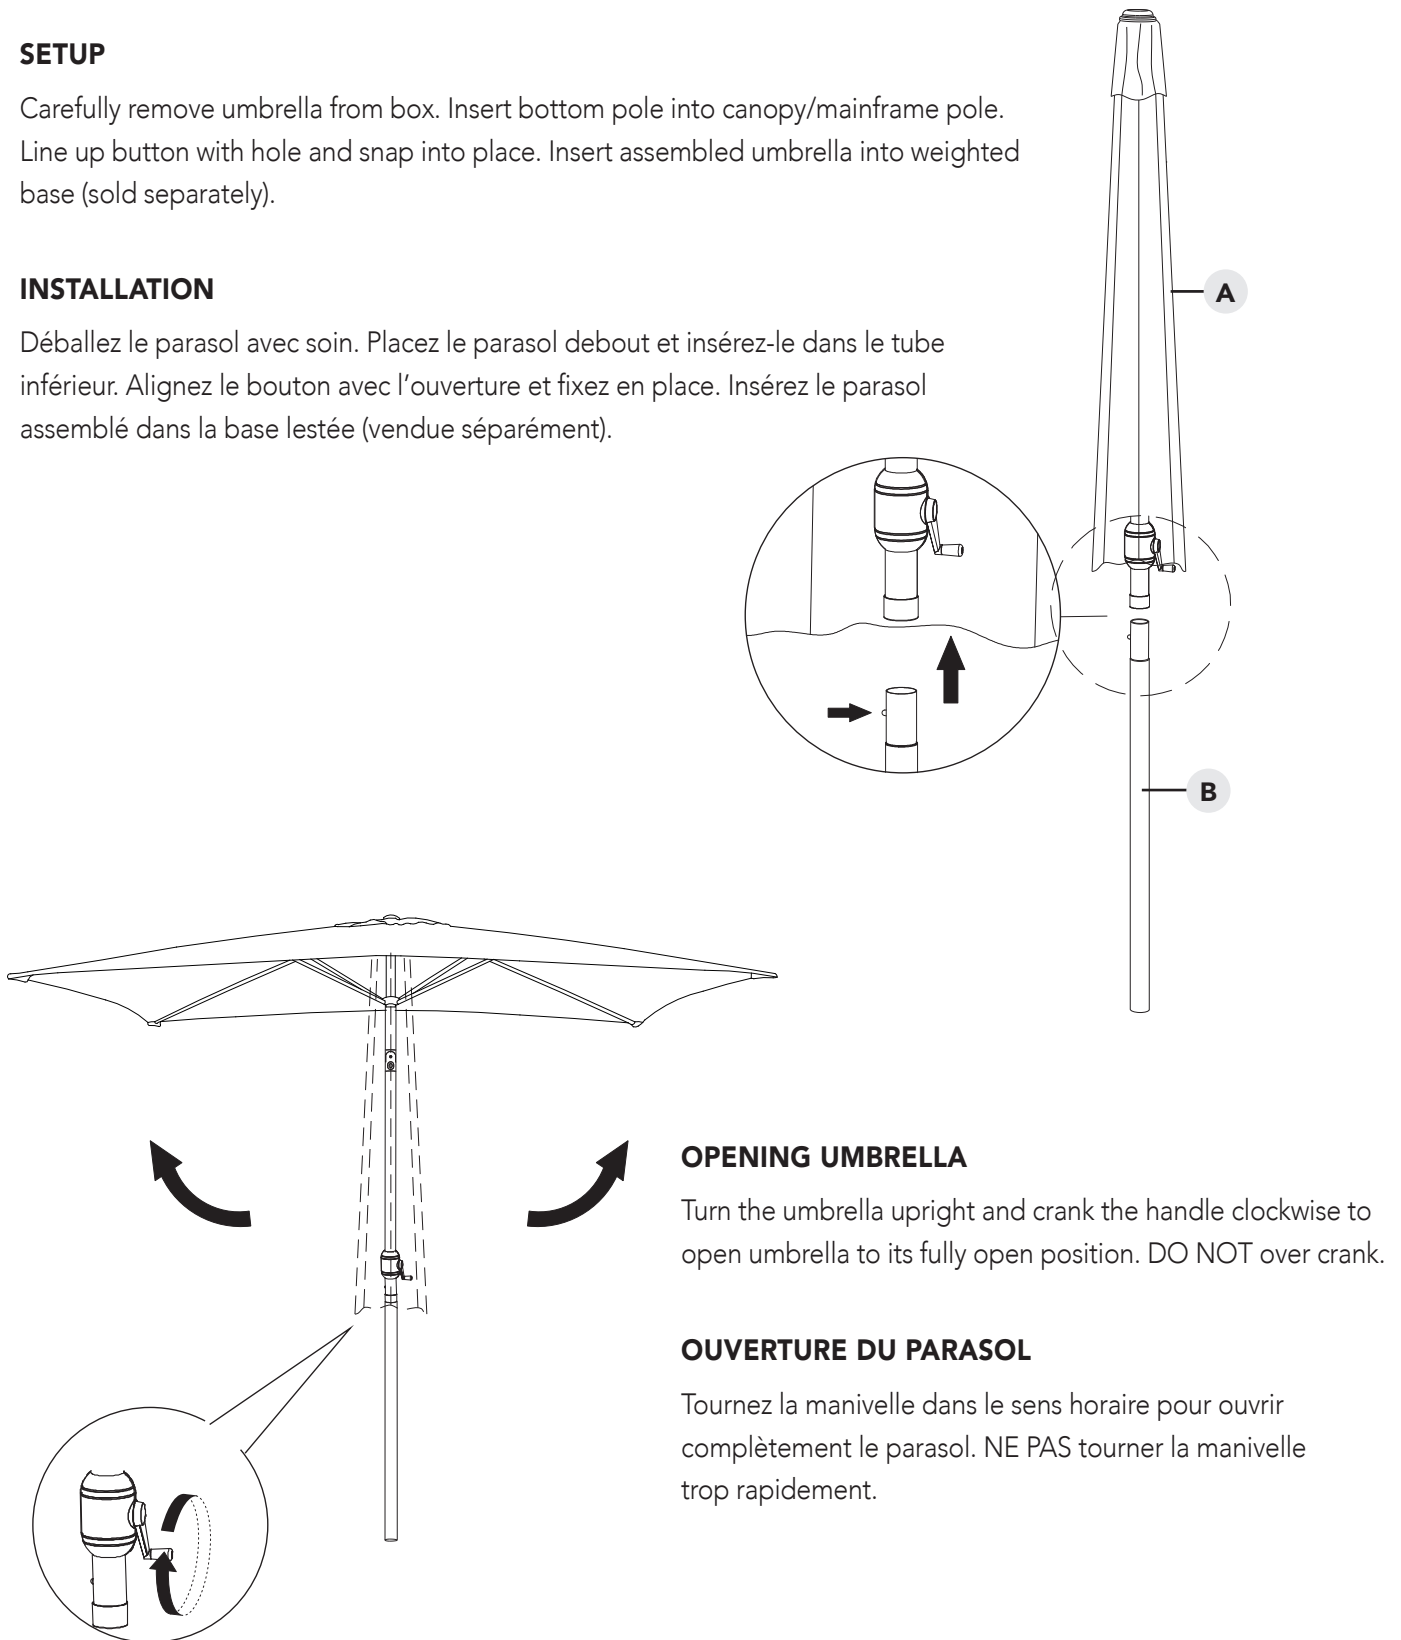 SETUP
Carefully remove umbrella from box. Insert bottom pole into canopy/mainframe pole.
Line up button with hole and snap into place. Insert assembled umbrella into weighted
base (sold separately).
INSTALLATION
Déballez le parasol avec soin. Placez le parasol debout et insérez-le dans le tube
inférieur. Alignez le bouton avec l’ouverture et fixez en place. Insérez le parasol
assemblé dans la base lestée (vendue séparément).
A
B
OPENING UMBRELLA
Turn the umbrella upright and crank the handle clockwise to
open umbrella to its fully open position. DO NOT over crank.
OUVERTURE DU PARASOL
Tournez la manivelle dans le sens horaire pour ouvrir
complètement le parasol. NE PAS tourner la manivelle
trop rapidement.